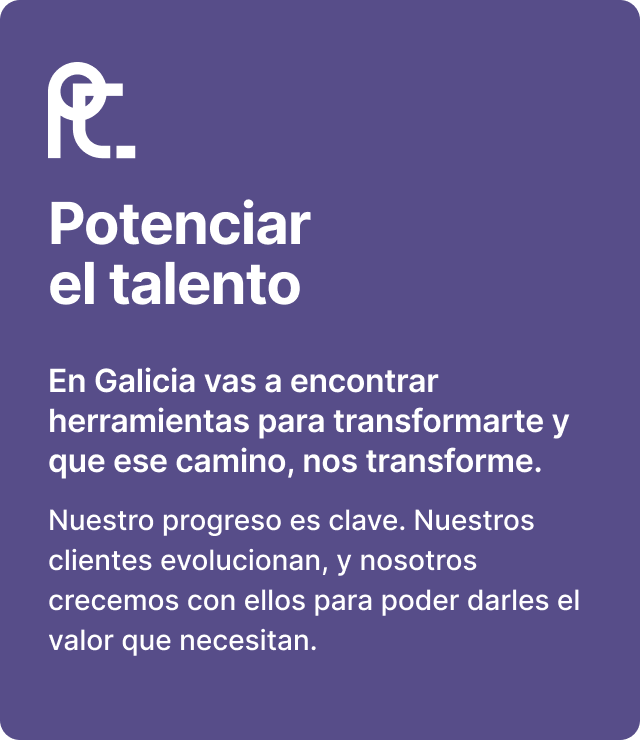 Potenciar
el talento
En Galicia vas a encontrar
herramientas para transformarte y
que ese camino, nos transforme.
Nuestro progreso es clave. Nuestros
clientes evolucionan, y nosotros
crecemos con ellos para poder darles el
valor que necesitan.